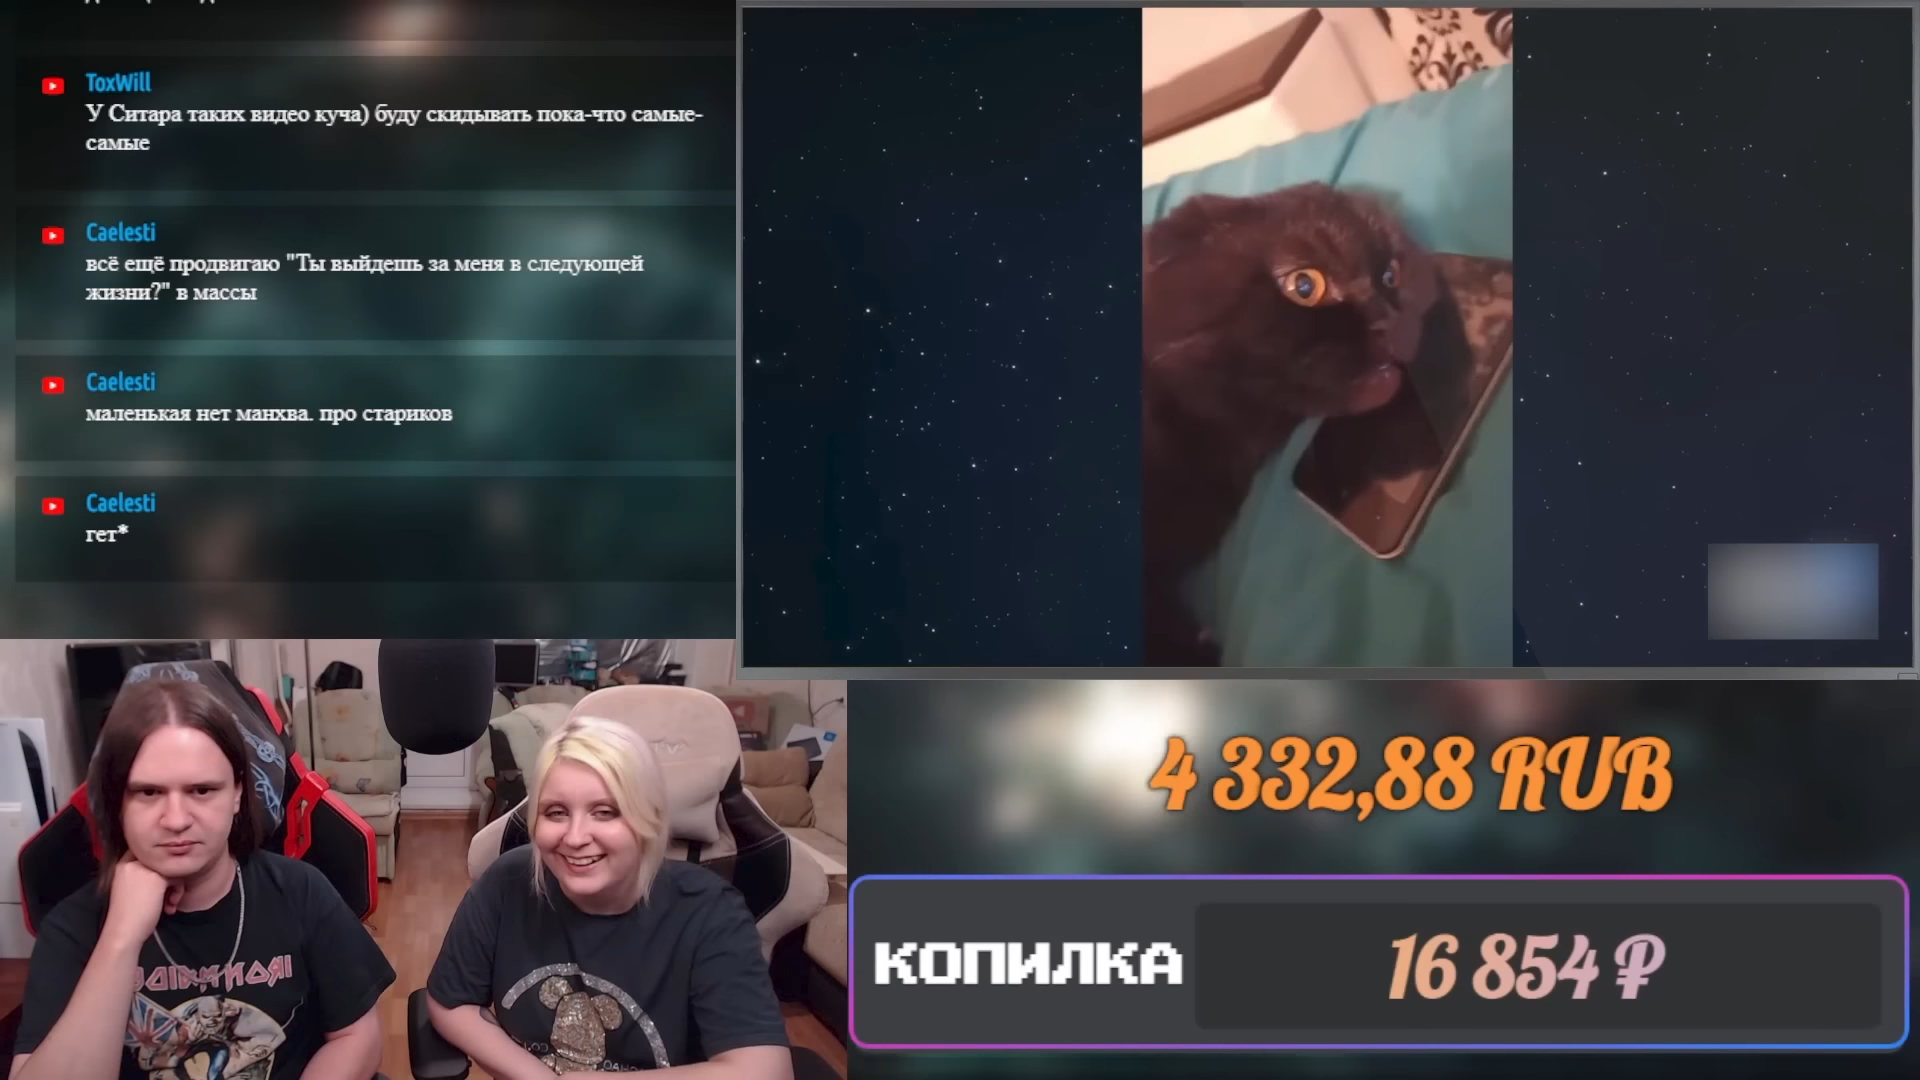 ToxWill
У Ситара таких видео куча) буду скидывать пока-что самые-
самые
Caelesti
всё ещё продвигаю "Ты выйдешь за меня в следующей
жизни?" в массы
Caelesti
маленькая нет манхва. про стариков
Caelesti
гет*
4 332,88 RUB
КОПИЛКА
16 854 ₽